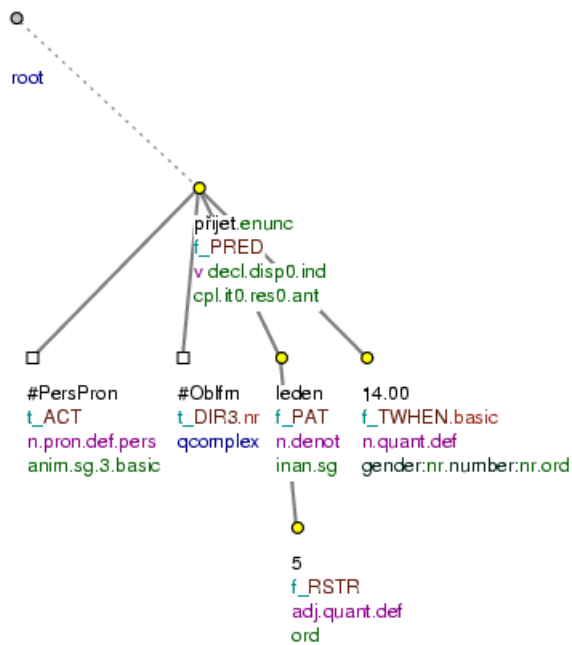 root
přijet.enunc
f_PRED
v decl.disp0.ind
cpl.it0.res0.ant
#PersPron
t_ACT
n.pron.def.pers
anim.sg.3.basic
#Oblfm
t_DIR3.nr
qcomplex
leden
f_PAT
n.denot
inan.sg
14.00
f_TWHEN.basic
n.quant.def
gender:nr.number:nr.ord
5
f_RSTR
adj.quant.def
ord